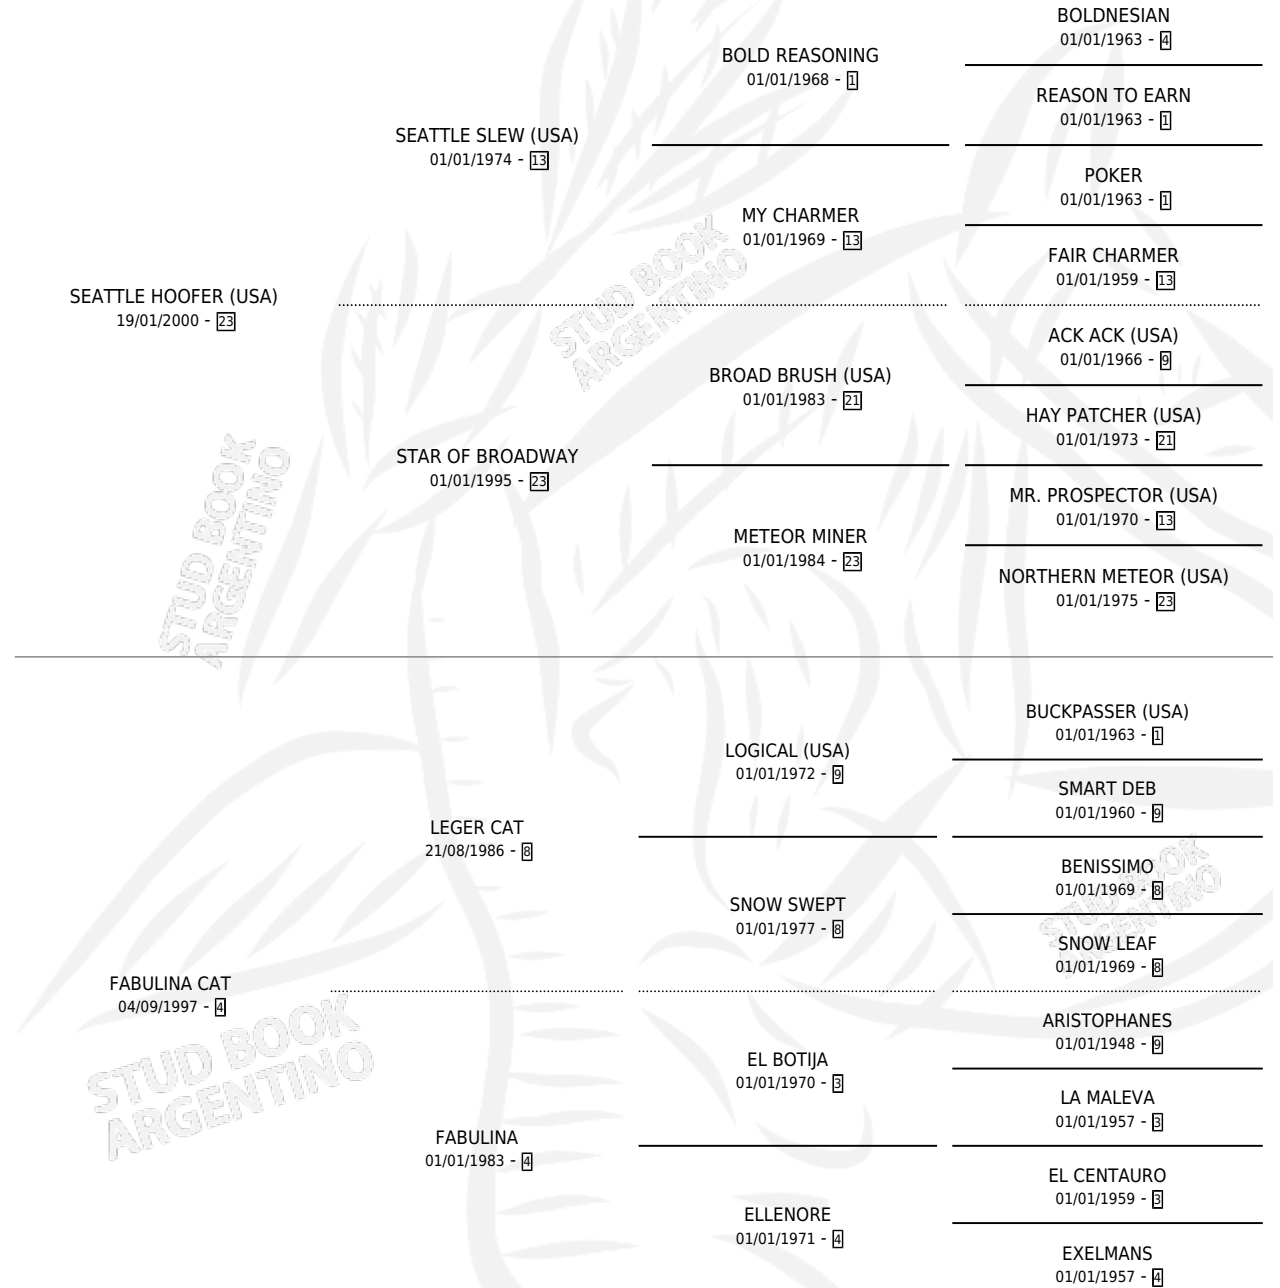 BOLDNESIAN
01/01/1963 - 4
BOLD REASONING
01/01/1968 - 1
REASON TO EARN
01/01/1963 - 1
SEATTLE SLEW (USA)
01/01/1974 - 13
POKER
01/01/1963 - 1
MY CHARMER
01/01/1969 - 13
FAIR CHARMER
01/01/1959 - 13
SEATTLE HOOFER (USA)
19/01/2000 - 23
ACK ACK (USA)
01/01/1966 - 9
BROAD BRUSH (USA)
01/01/1983 - 21
HAY PATCHER (USA)
01/01/1973 - 21
STAR OF BROADWAY
01/01/1995 - 23
MR. PROSPECTOR (USA)
01/01/1970 - 13
METEOR MINER
01/01/1984 - 23
NORTHERN METEOR (USA)
01/01/1975 - 23
BUCKPASSER (USA)
01/01/1963 - 1
LOGICAL (USA)
01/01/1972 - 9
SMART DEB
01/01/1960 - 9
LEGER CAT
21/08/1986 - 8
BENISSIMO
01/01/1969 - 8
SNOW SWEPT
01/01/1977 - 8
SNOW LEAF
01/01/1969 - 8
FABULINA CAT
04/09/1997 - 4
ARISTOPHANES
01/01/1948 - 9
EL BOTIJA
01/01/1970 - 3
LA MALEVA
01/01/1957 - 3
FABULINA
01/01/1983 - 4
EL CENTAURO
01/01/1959 - 3
ELLENORE
01/01/1971 - 4
EXELMANS
01/01/1957 - 4
STUD BOOK
ARGENTINO
STUD BOOK
ARGENTINO
STUD BOOK
ARGENTINO
STUD BOOK
ARGENTINO